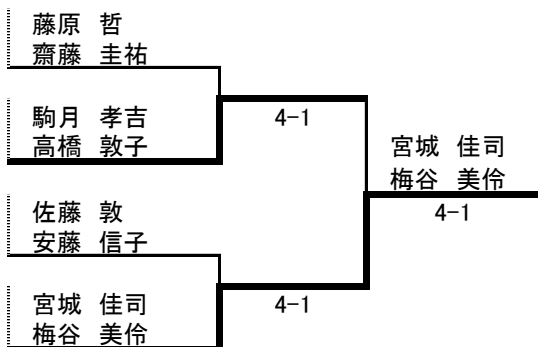 藤原 哲
齋藤 圭祐
駒月 孝吉
高橋 敦子
4-1
佐藤 敦
安藤 信子
宮城 佳司
梅谷 美伶
4-1
宮城 佳司
梅谷 美伶
4-1